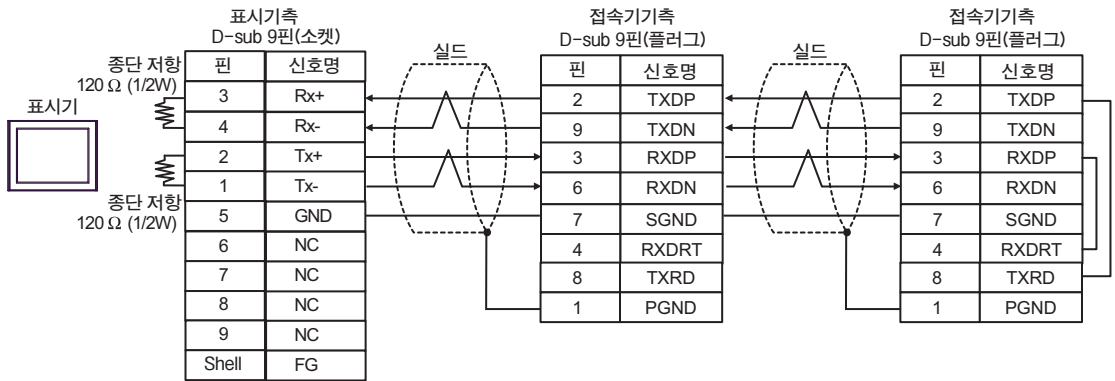 표시기측
D-sub 9핀(소켓)
접속기기측
D-sub 9핀(플러그)
접속기기측
D-sub 9핀(플러그)
종단 저항
120 Ω (1/2W)
표시기
종단 저항
120 Ω (1/2W)
실드
실드
핀 신호명
3 Rx+
4 Rx-
2 Tx+
1 Tx-
5 GND
6 NC
7 NC
8 NC
9 NC
Shell FG
핀 신호명
2 TXDP
9 TXDN
3 RXDP
6 RXDN
7 SGND
4 RXDRT
8 TXRD
1 PGND
핀 신호명
2 TXDP
9 TXDN
3 RXDP
6 RXDN
7 SGND
4 RXDRT
8 TXRD
1 PGND